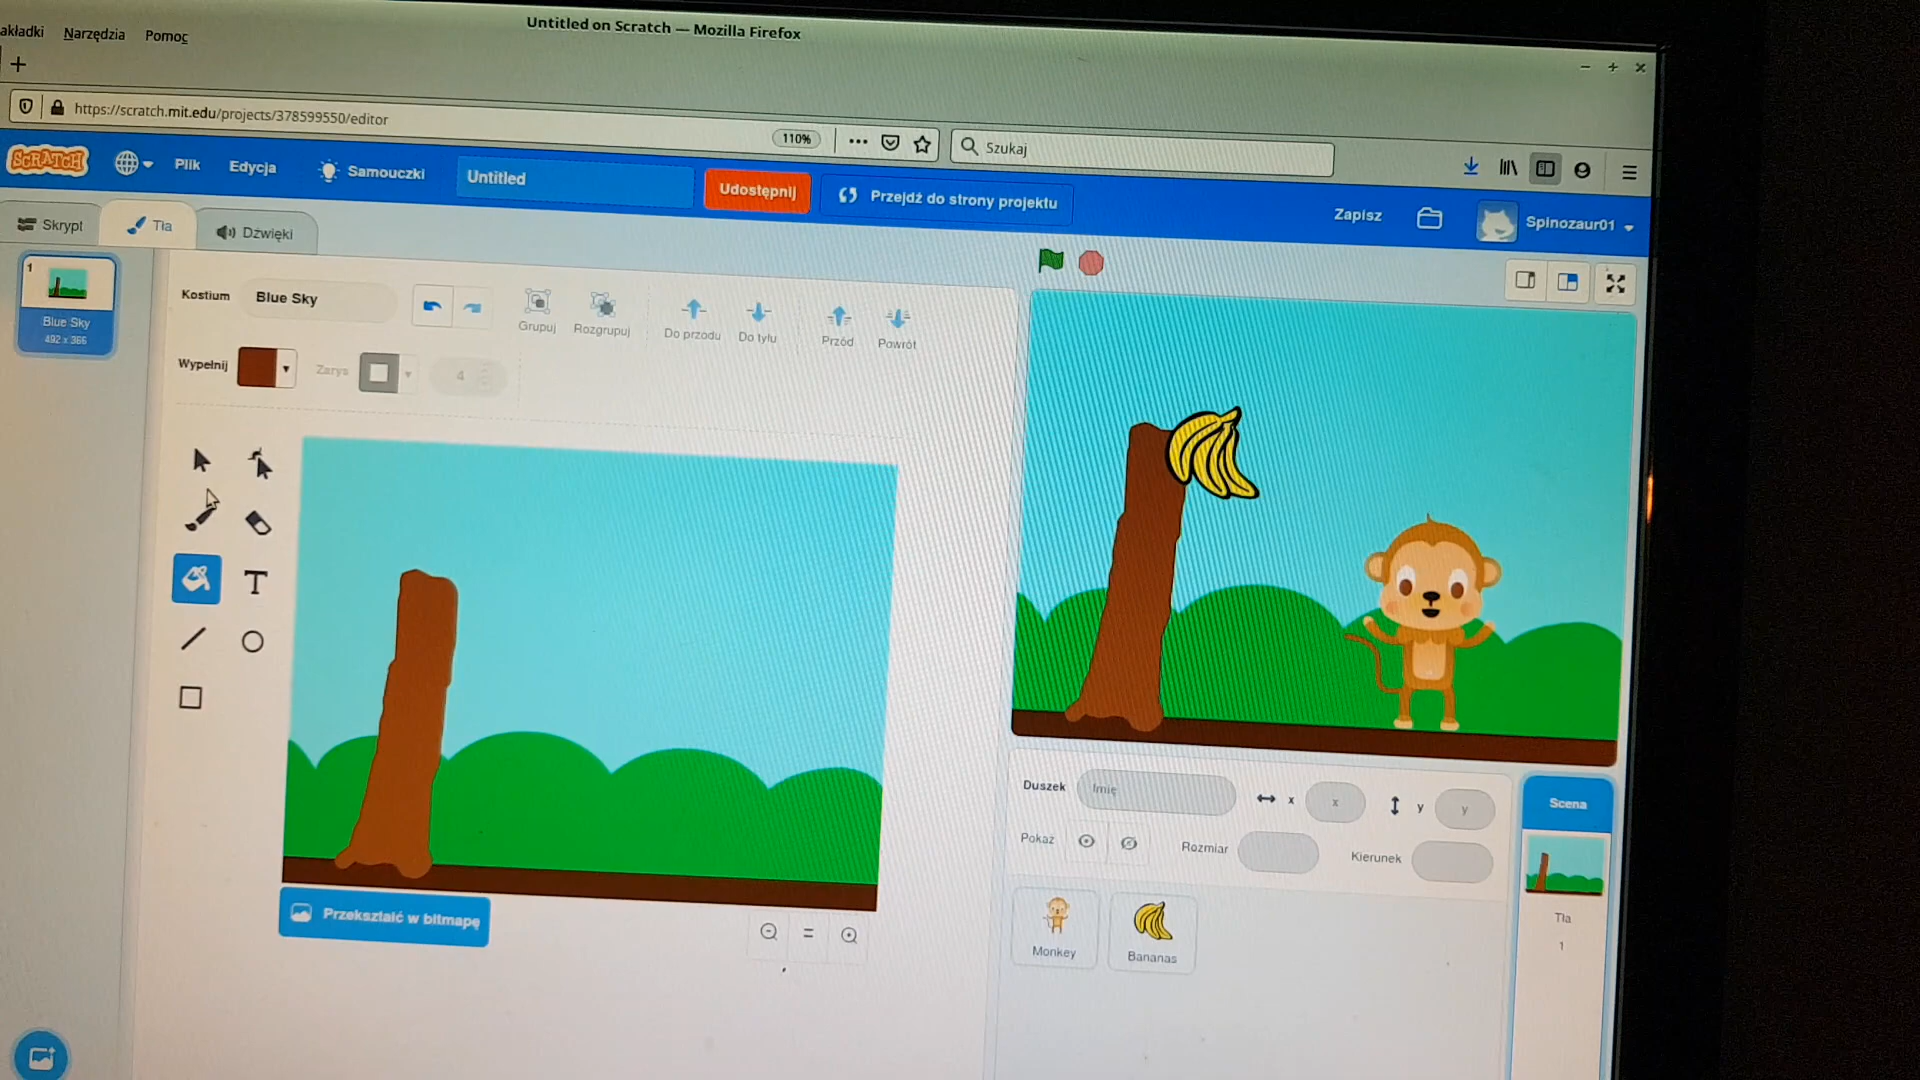 Untitled on Scratch — Mozilla Firefox
akładki Narzędzia Pomoc
+
https://scratch.mit.edu/projects/378599550/editor
110%
Szukaj
SCRATCH
Plik
Edycja
Samouczki
Untitled
Udostępnij
Przejdź do strony projektu
Zapisz
Spinozaur01
Skrypt
Tła
Dźwięki
1
Blue Sky
492 x 366
Kostium
Blue Sky
Grupuj
Rozgrupuj
Do przodu
Do tyłu
Przód
Powrót
Wypełnij
Zarys
4
T
Przekształć w bitmapę
Duszek
Imię
x
x
y
y
Pokaż
Rozmiar
Kierunek
Monkey
Bananas
Scena
Tła
1